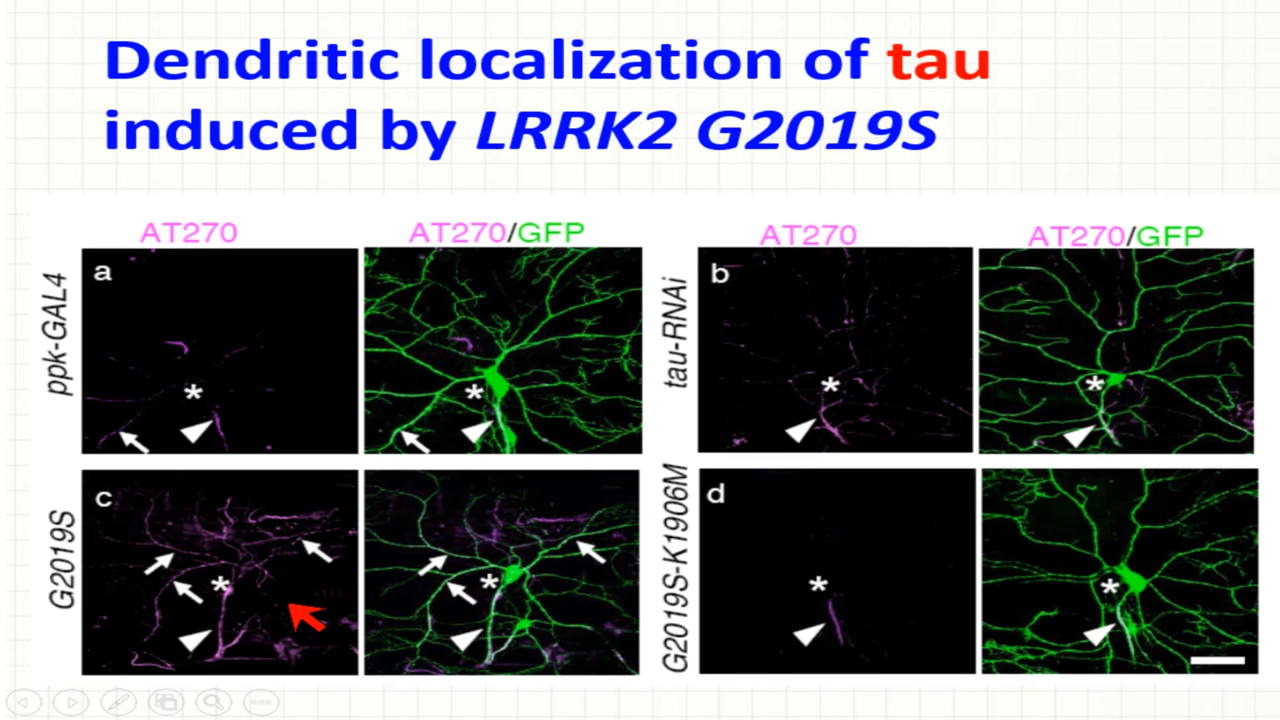 Dendritic localization of tau
induced by LRRK2 G2019S
AT270
AT270/GFP
AT270
AT270/GFP
ppk-GAL4
a
*
*
tau-RNAi
b
*
*
G2019S
c
*
*
G2019S-K1906M
d
*
*